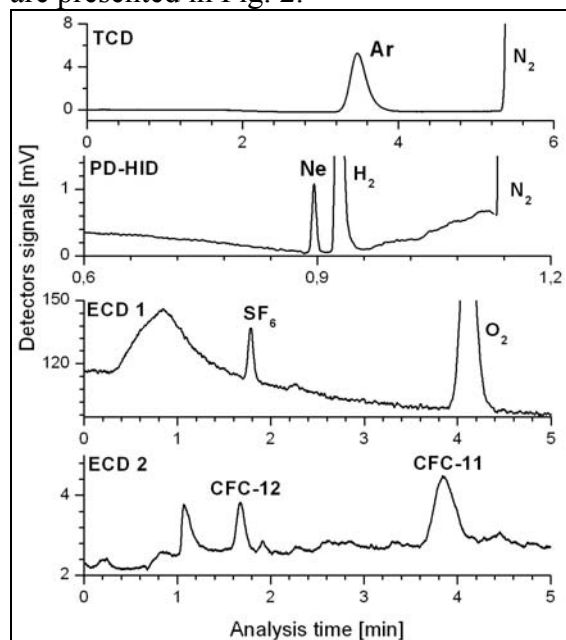 are presented in Fig. 2.
TCD
8
4
0
Ar
N2
0 2 4 6
PD-HID
1
0
Ne
H2
N2
0,6 0,9 1,2
Detectors signals [mV]
ECD 1
150
120
SF6
O2
0 1 2 3 4 5
ECD 2
4
2
CFC-12
CFC-11
0 1 2 3 4 5
Analysis time [min]